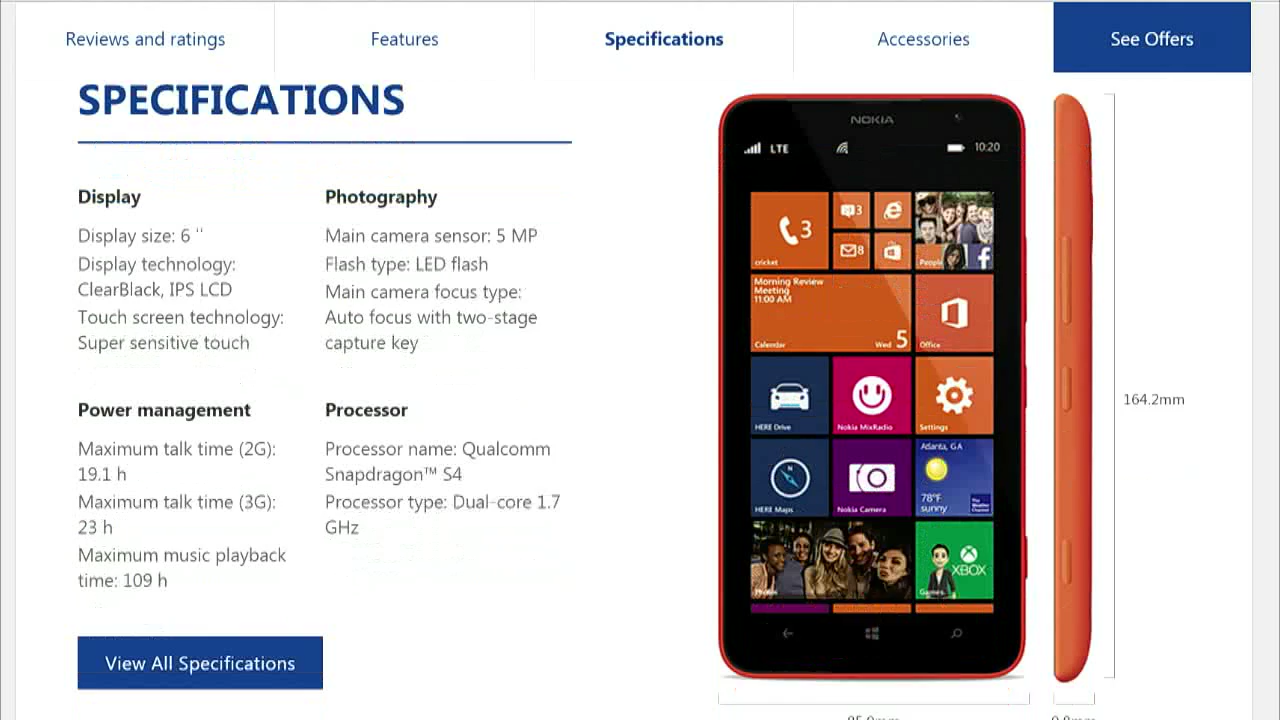 Reviews and ratings
Features
Specifications
Accessories
See Offers
SPECIFICATIONS
Display
Display size: 6 "
Display technology:
ClearBlack, IPS LCD
Touch screen technology:
Super sensitive touch
Photography
Main camera sensor: 5 MP
Flash type: LED flash
Main camera focus type:
Auto focus with two-stage
capture key
Power management
Maximum talk time (2G):
19.1 h
Maximum talk time (3G):
23 h
Maximum music playback
time: 109 h
Processor
Processor name: Qualcomm
Snapdragon™ S4
Processor type: Dual-core 1.7
GHz
View All Specifications
NOKIA
LTE
10:20
3
cricket
3
8
People
f
Morning Review
Meeting
11:00 AM
Calendar
Wed 5
Office
HERE Drive
Nokia MixRadio
Settings
HERE Maps
Nokia Camera
Atlanta, GA
78°F
sunny
The
Weather
Channel
Photos
XBOX
Games
164.2mm